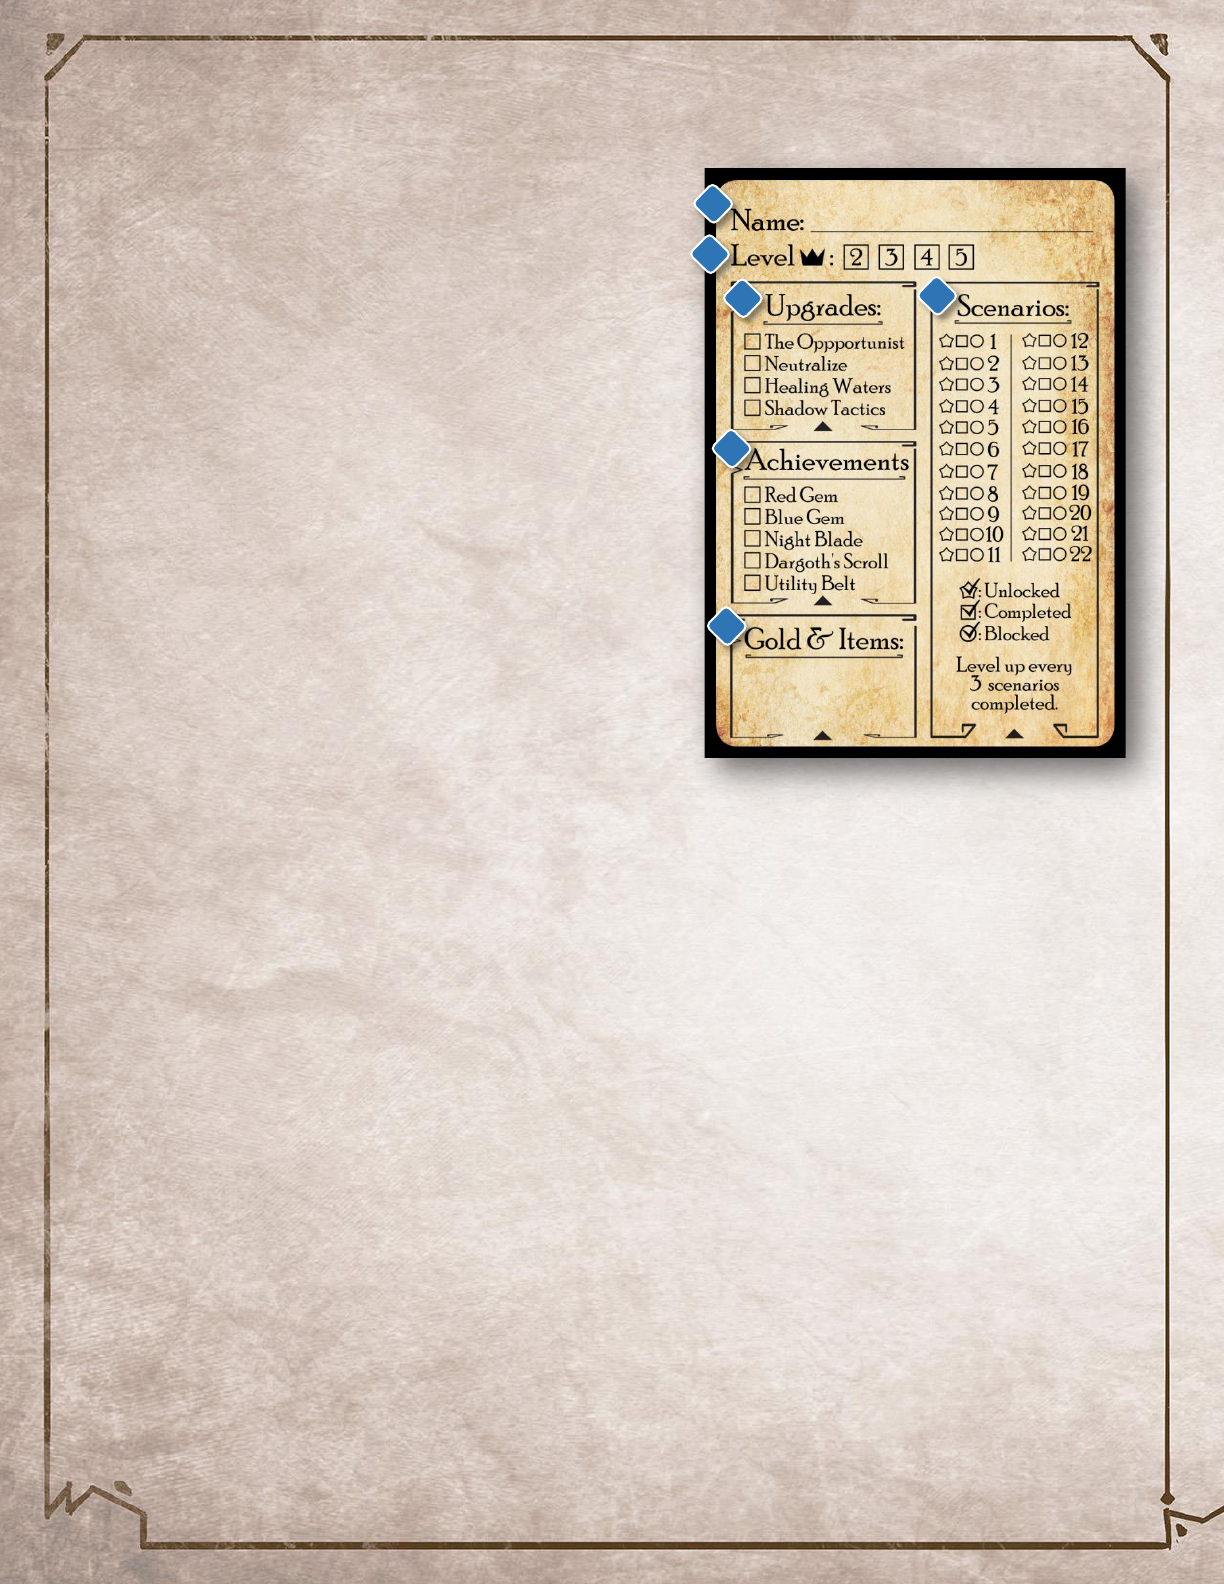 Name:
Level : 2 3 4 5
Upgrades:
The Oppportunist
Neutralize
Healing Waters
Shadow Tactics
Achievements
Red Gem
Blue Gem
Night Blade
Dargoth's Scroll
Utility Belt
Gold & Items:
Scenarios:
1 12
2 13
3 14
4 15
5 16
6 17
7 18
8 19
9 20
10 21
11 22
: Unlocked
: Completed
: Blocked
Level up every
3 scenarios
completed.